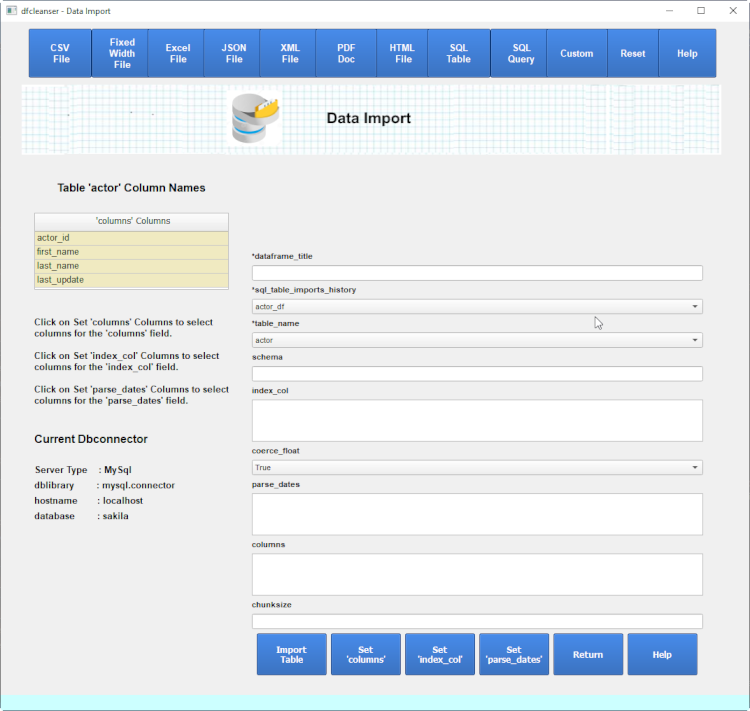 dfcleanser - Data Import
CSV
File
Fixed
Width
File
Excel
File
JSON
File
XML
File
PDF
Doc
HTML
File
SQL
Table
SQL
Query
Custom
Reset
Help
Data Import
Table 'actor' Column Names
'columns' Columns
actor_id
first_name
last_name
last_update
Click on Set 'columns' Columns to select
columns for the 'columns' field.
Click on Set 'index_col' Columns to select
columns for the 'index_col' field.
Click on Set 'parse_dates' Columns to select
columns for the 'parse_dates' field.
Current Dbconnector
Server Type : MySql
dblibrary : mysql.connector
hostname : localhost
database : sakila
*dataframe_title
*sql_table_imports_history
actor_df
*table_name
actor
schema
index_col
coerce_float
True
parse_dates
columns
chunksize
Import
Table
Set
'columns'
Set
'index_col'
Set
'parse_dates'
Return
Help